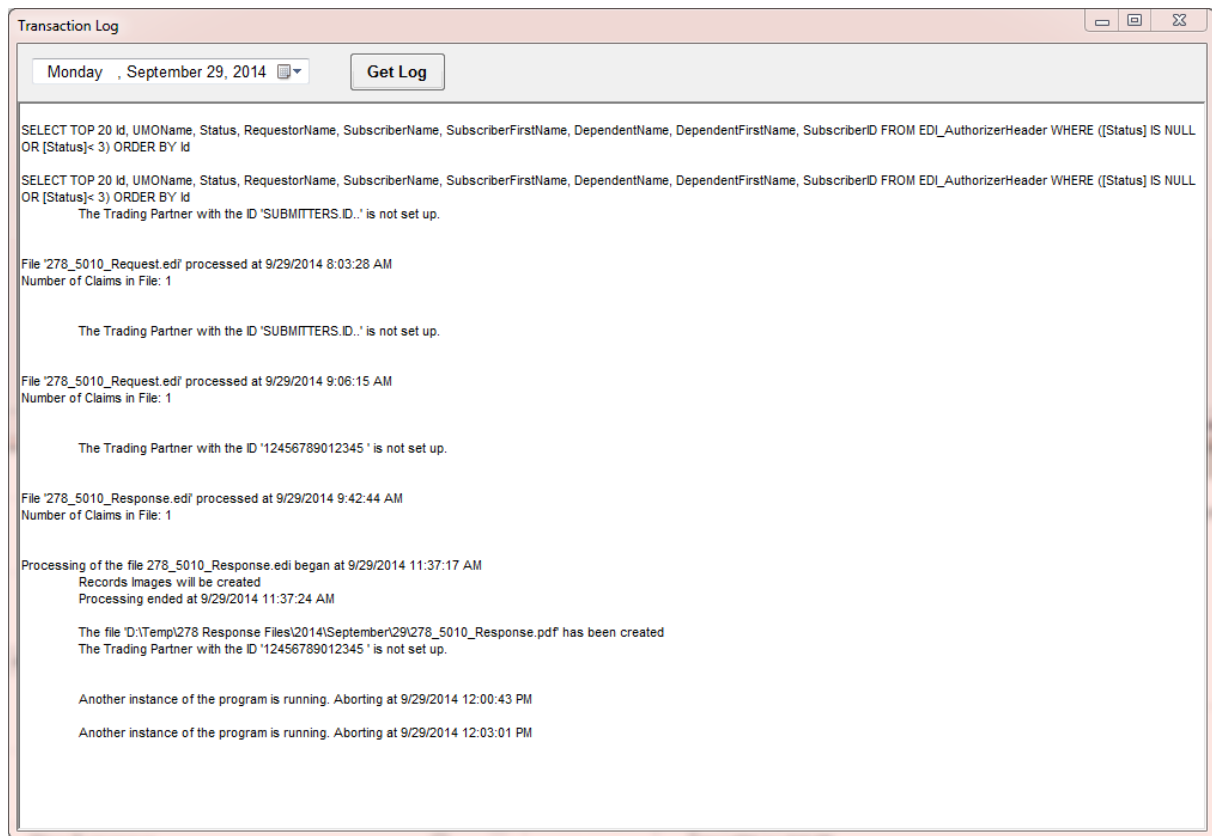 Transaction Log
Monday , September 29, 2014
Get Log
SELECT TOP 20 Id, UMOName, Status, RequestorName, SubscriberName, SubscriberFirstName, DependentName, DependentFirstName, SubscriberID FROM EDI_AuthorizerHeader WHERE ([Status] IS NULL
OR [Status]< 3) ORDER BY Id
SELECT TOP 20 Id, UMOName, Status, RequestorName, SubscriberName, SubscriberFirstName, DependentName, DependentFirstName, SubscriberID FROM EDI_AuthorizerHeader WHERE ([Status] IS NULL
OR [Status]< 3) ORDER BY Id
The Trading Partner with the ID 'SUBMITTERS.ID..' is not set up.
File '278_5010_Request.edi' processed at 9/29/2014 8:03:28 AM
Number of Claims in File: 1
The Trading Partner with the ID 'SUBMITTERS.ID..' is not set up.
File '278_5010_Request.edi' processed at 9/29/2014 9:06:15 AM
Number of Claims in File: 1
The Trading Partner with the ID '12456789012345 ' is not set up.
File '278_5010_Response.edi' processed at 9/29/2014 9:42:44 AM
Number of Claims in File: 1
Processing of the file 278_5010_Response.edi began at 9/29/2014 11:37:17 AM
Records Images will be created
Processing ended at 9/29/2014 11:37:24 AM
The file 'D:\Temp\278 Response Files\2014\September\29\278_5010_Response.pdf' has been created
The Trading Partner with the ID '12456789012345 ' is not set up.
Another instance of the program is running. Aborting at 9/29/2014 12:00:43 PM
Another instance of the program is running. Aborting at 9/29/2014 12:03:01 PM